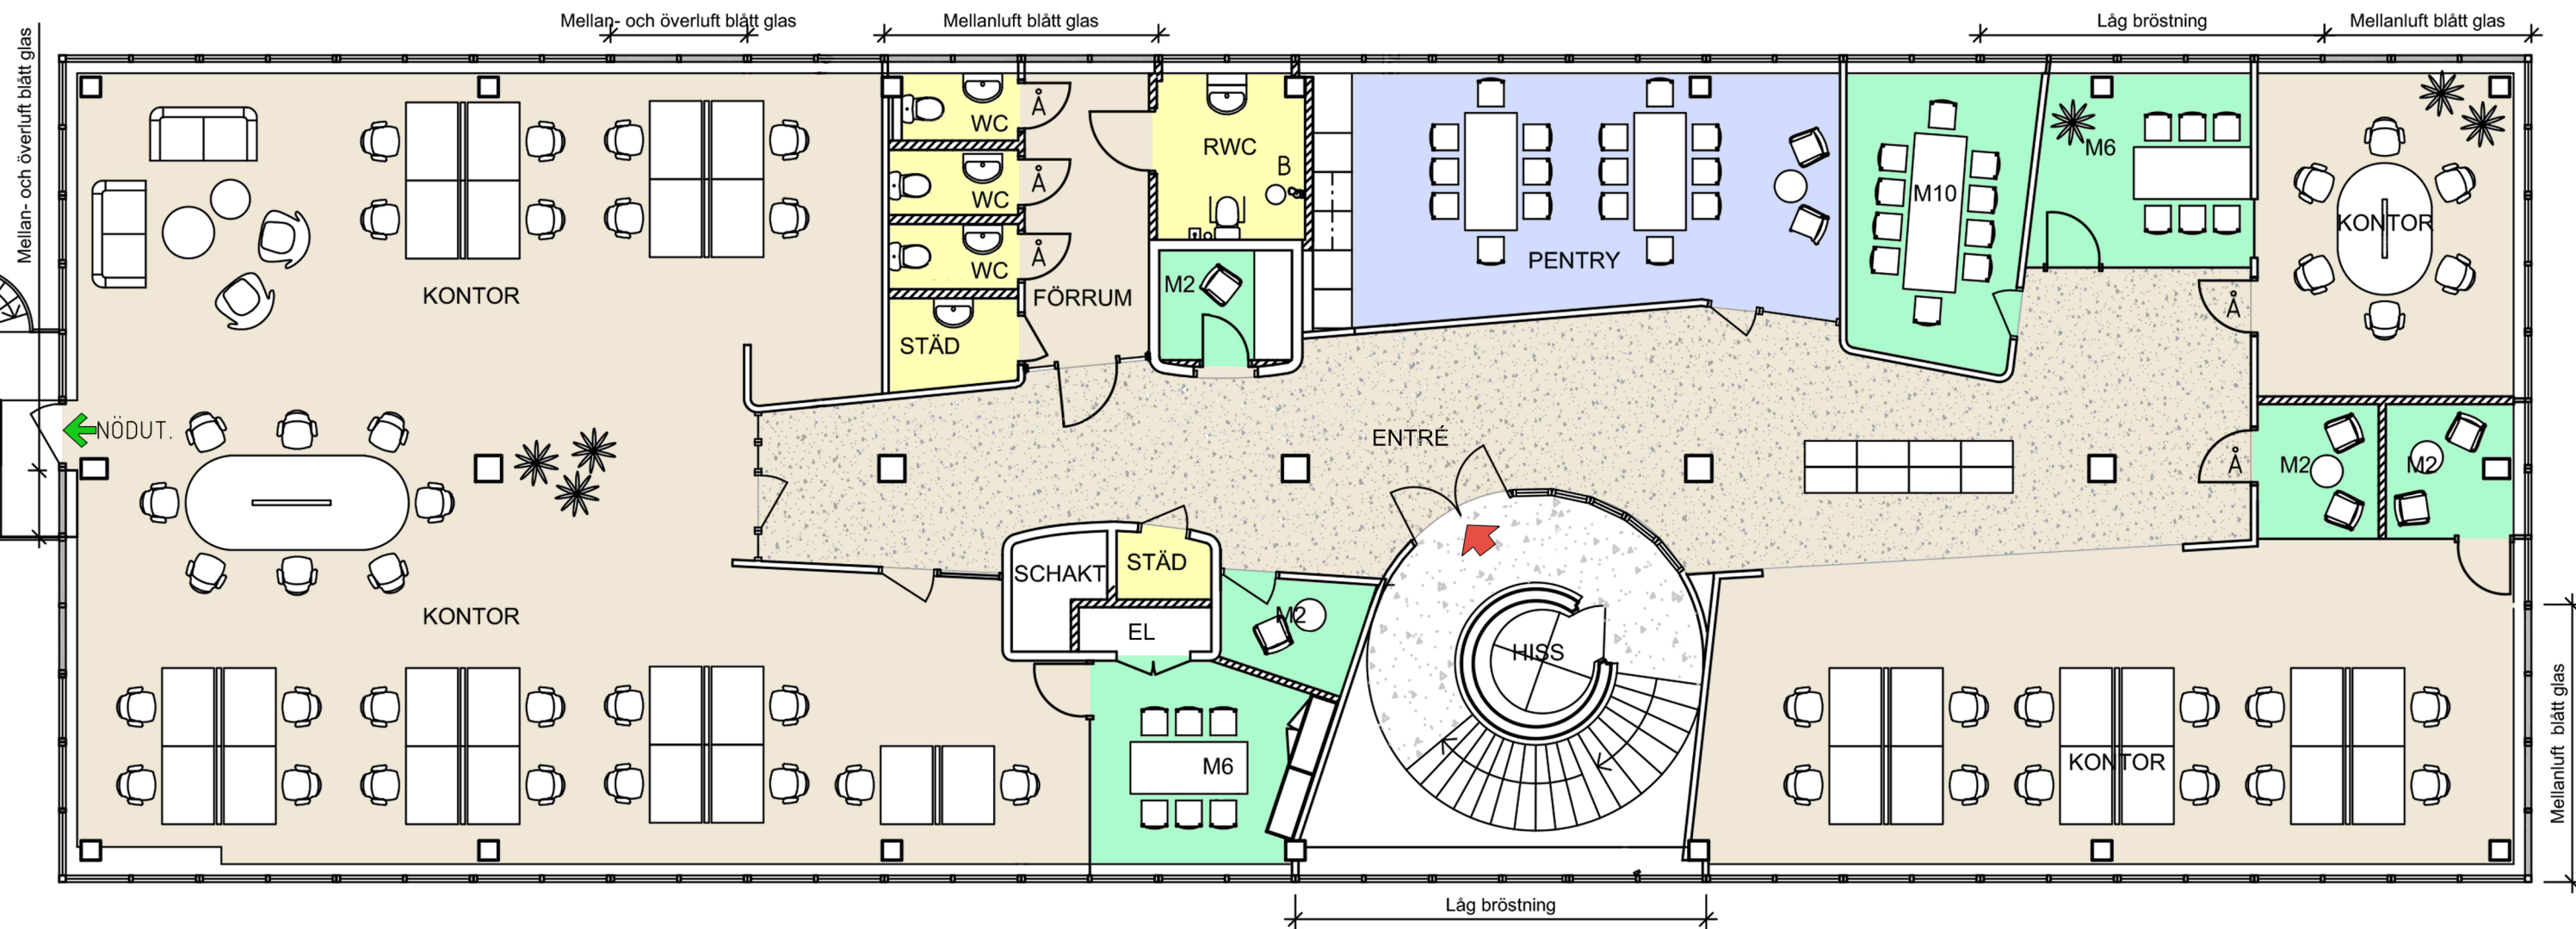 Mellan- och överluft blått glas
Mellanluft blått glas
Låg bröstning
Mellanluft blått glas
Mellan- och överluft blått glas
WC
Å
RWC
B
M6
WC
Å
M10
KONTOR
WC
Å
PENTRY
M2
KONTOR
FÖRRUM
Å
STÄD
NÖDUT.
ENTRÉ
Å
M2
M2
SCHAKT
STÄD
KONTOR
EL
M2
HISS
M6
KONTOR
Mellanluft blått glas
Låg bröstning